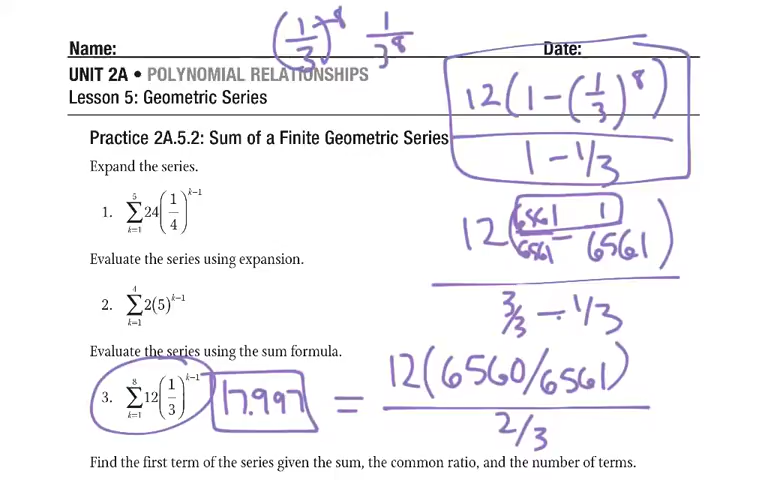 (1/3)^8 1/3^8
Name: Date:
UNIT 2A • POLYNOMIAL RELATIONSHIPS
Lesson 5: Geometric Series
12(1 - (1/3)^8)
1 - 1/3
Practice 2A.5.2: Sum of a Finite Geometric Series
Expand the series.
1. 5 ∑ k=1 24(1/4)^k–1
12(6561/6561 - 1/6561)
3/3 - 1/3
Evaluate the series using expansion.
2. 4 ∑ k=1 2(5)^k–1
Evaluate the series using the sum formula.
3. 8 ∑ k=1 12(1/3)^k–1 17.997 = 12(6560/6561)
2/3
Find the first term of the series given the sum, the common ratio, and the number of terms.